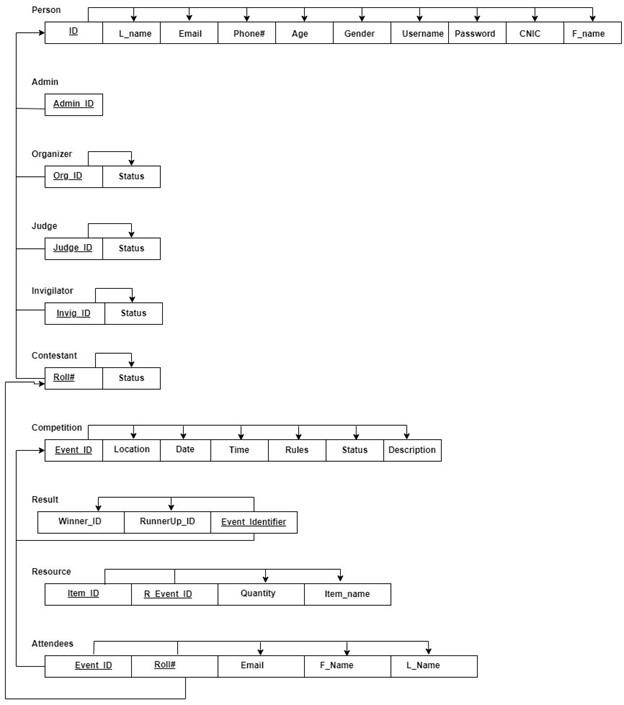 Person
ID L_name Email Phone# Age Gender Username Password CNIC F_name
Admin
Admin_ID
Organizer
Org_ID Status
Judge
Judge_ID Status
Invigilator
Invig_ID Status
Contestant
Roll# Status
Competition
Event_ID Location Date Time Rules Status Description
Result
Winner_ID RunnerUp_ID Event_Identifier
Resource
Item_ID R_Event_ID Quantity Item_name
Attendees
Event_ID Roll# Email F_Name L_Name